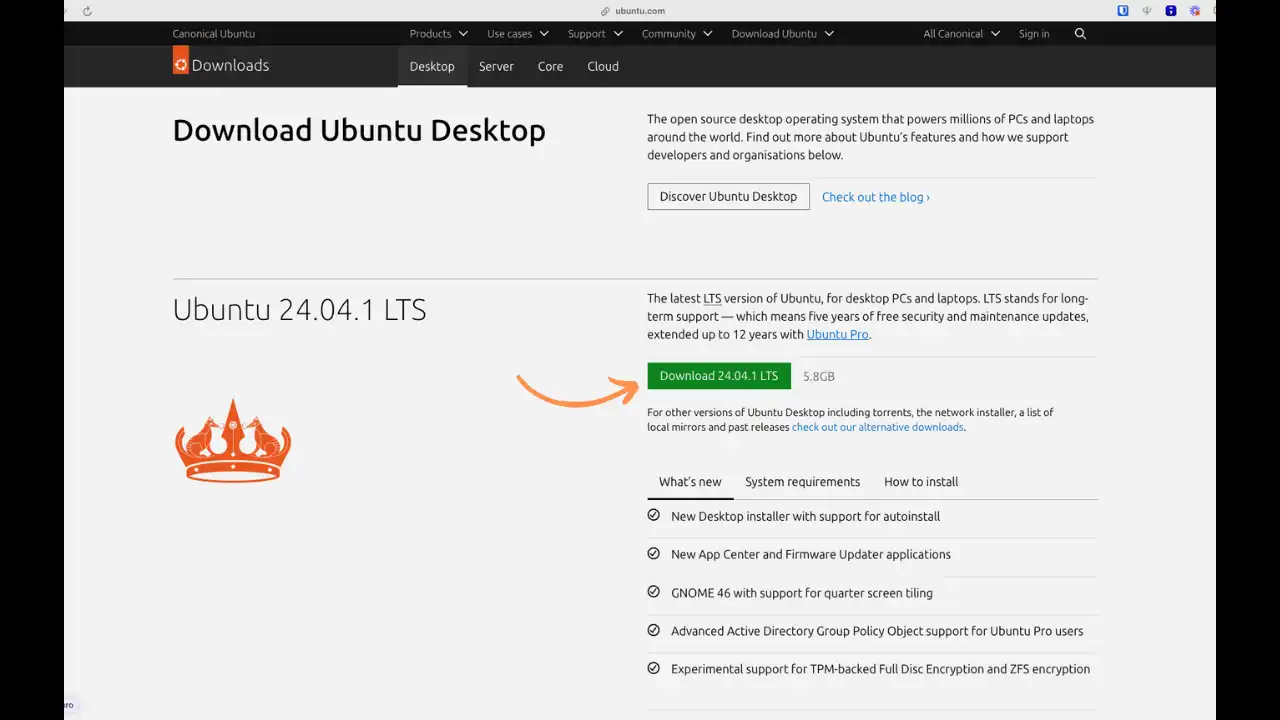 ubuntu.com
Canonical Ubuntu
Products
Use cases
Support
Community
Download Ubuntu
All Canonical
Sign in
Downloads
Desktop
Server
Core
Cloud
Download Ubuntu Desktop
The open source desktop operating system that powers millions of PCs and laptops
around the world. Find out more about Ubuntu's features and how we support
developers and organisations below.
Discover Ubuntu Desktop
Check out the blog ›
Ubuntu 24.04.1 LTS
The latest LTS version of Ubuntu, for desktop PCs and laptops. LTS stands for long-
term support — which means five years of free security and maintenance updates,
extended up to 12 years with Ubuntu Pro.
Download 24.04.1 LTS
5.8GB
For other versions of Ubuntu Desktop including torrents, the network installer, a list of
local mirrors and past releases check out our alternative downloads.
What's new
System requirements
How to install
New Desktop installer with support for autoinstall
New App Center and Firmware Updater applications
GNOME 46 with support for quarter screen tiling
Advanced Active Directory Group Policy Object support for Ubuntu Pro users
Experimental support for TPM-backed Full Disc Encryption and ZFS encryption